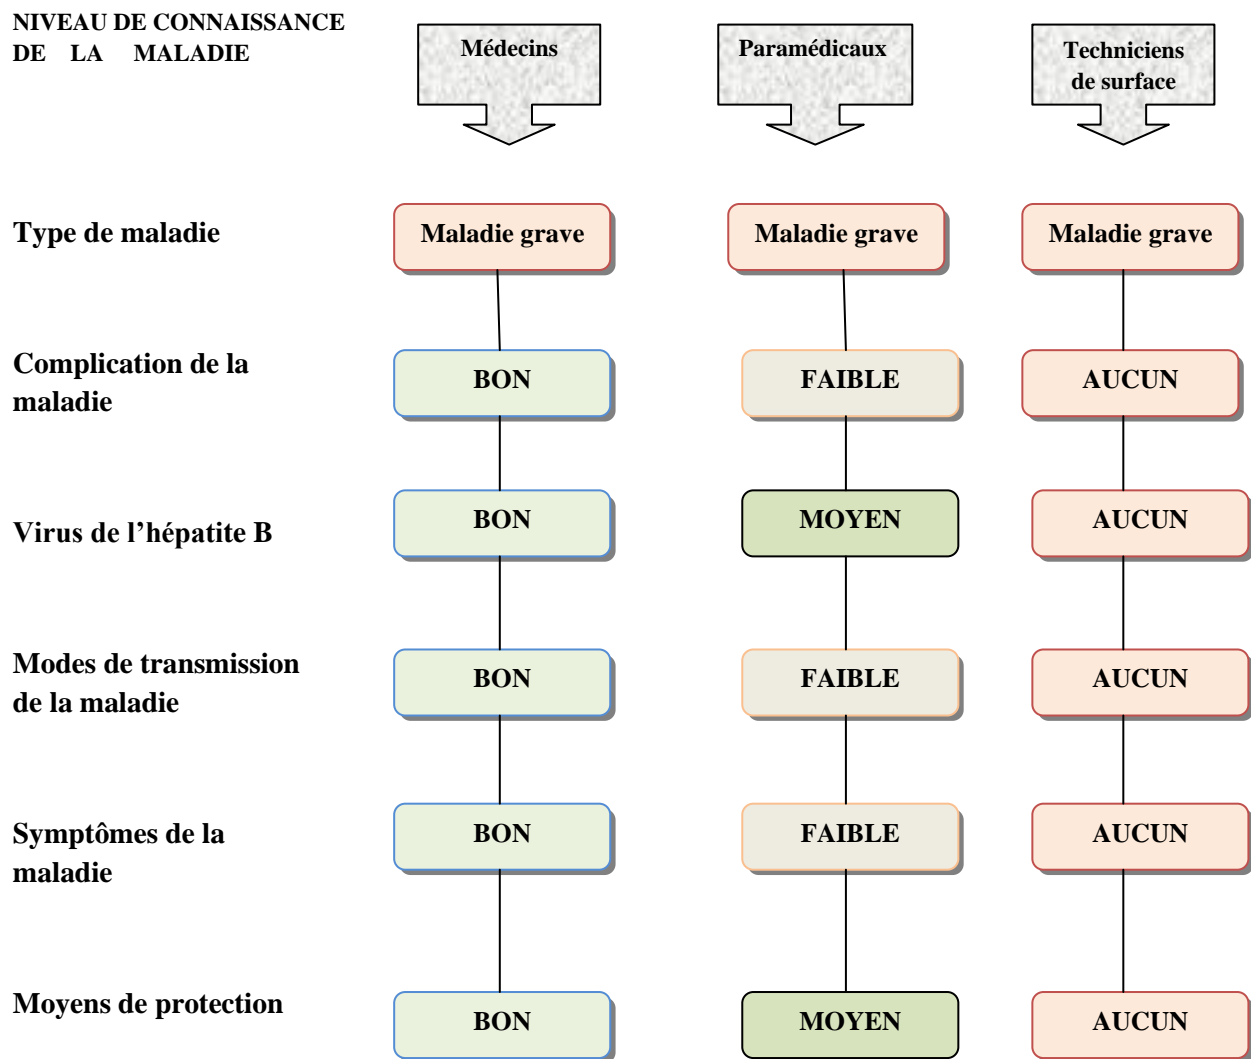 NIVEAU DE CONNAISSANCE
DE LA MALADIE
Médecins
Paramédicaux
Techniciens
de surface
Type de maladie
Maladie grave
Maladie grave
Maladie grave
Complication de la
maladie
BON
FAIBLE
AUCUN
Virus de l’hépatite B
BON
MOYEN
AUCUN
Modes de transmission
de la maladie
BON
FAIBLE
AUCUN
Symptômes de la
maladie
BON
FAIBLE
AUCUN
Moyens de protection
BON
MOYEN
AUCUN